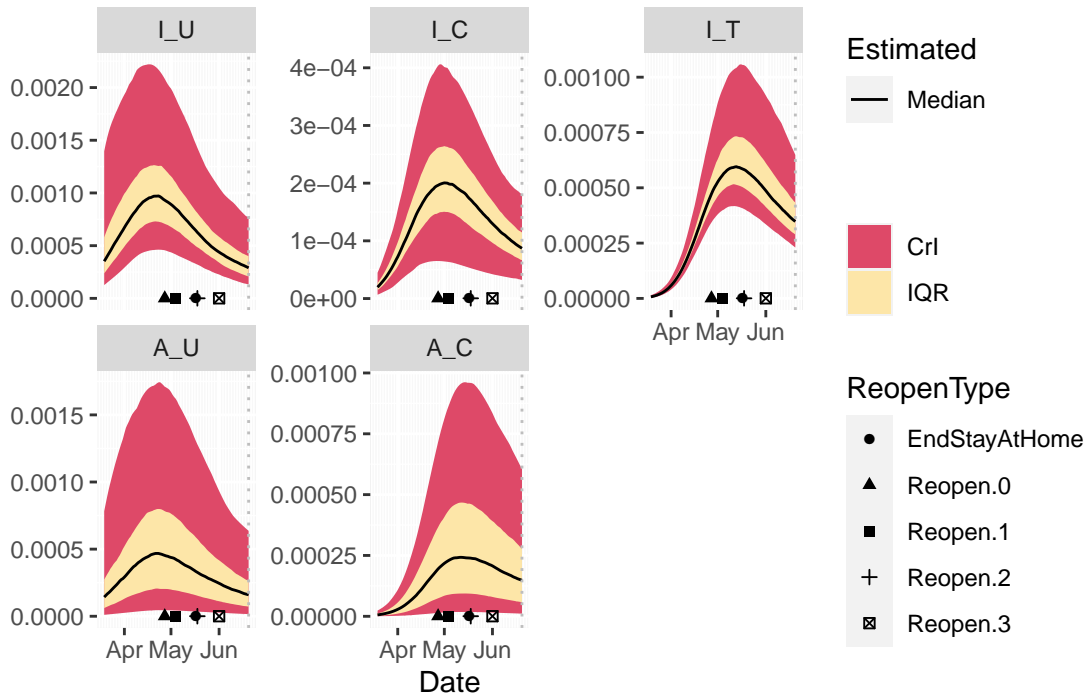 I_U
I_C
I_T
0.0020
0.0015
0.0010
0.0005
0.0000
4e−04
3e−04
2e−04
1e−04
0e+00
0.00100
0.00075
0.00050
0.00025
0.00000
Apr May Jun
A_U
A_C
0.0015
0.0010
0.0005
0.0000
0.00100
0.00075
0.00050
0.00025
0.00000
Apr May Jun
Apr May Jun
Date
Estimated
Median
CrI
IQR
ReopenType
EndStayAtHome
Reopen.0
Reopen.1
Reopen.2
Reopen.3